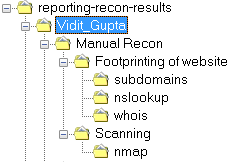 reporting-recon-results
Vidit_Gupta
Manual Recon
Footprinting of website
subdomains
nslookup
whois
Scanning
nmap